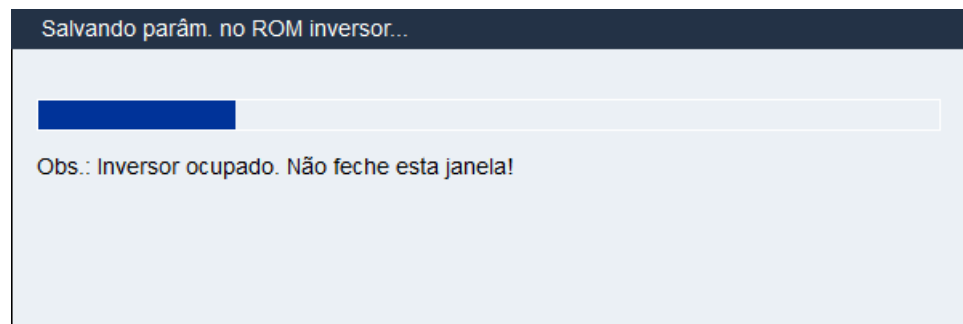 Salvando parâm. no ROM inversor...
Obs.: Inversor ocupado. Não feche esta janela!